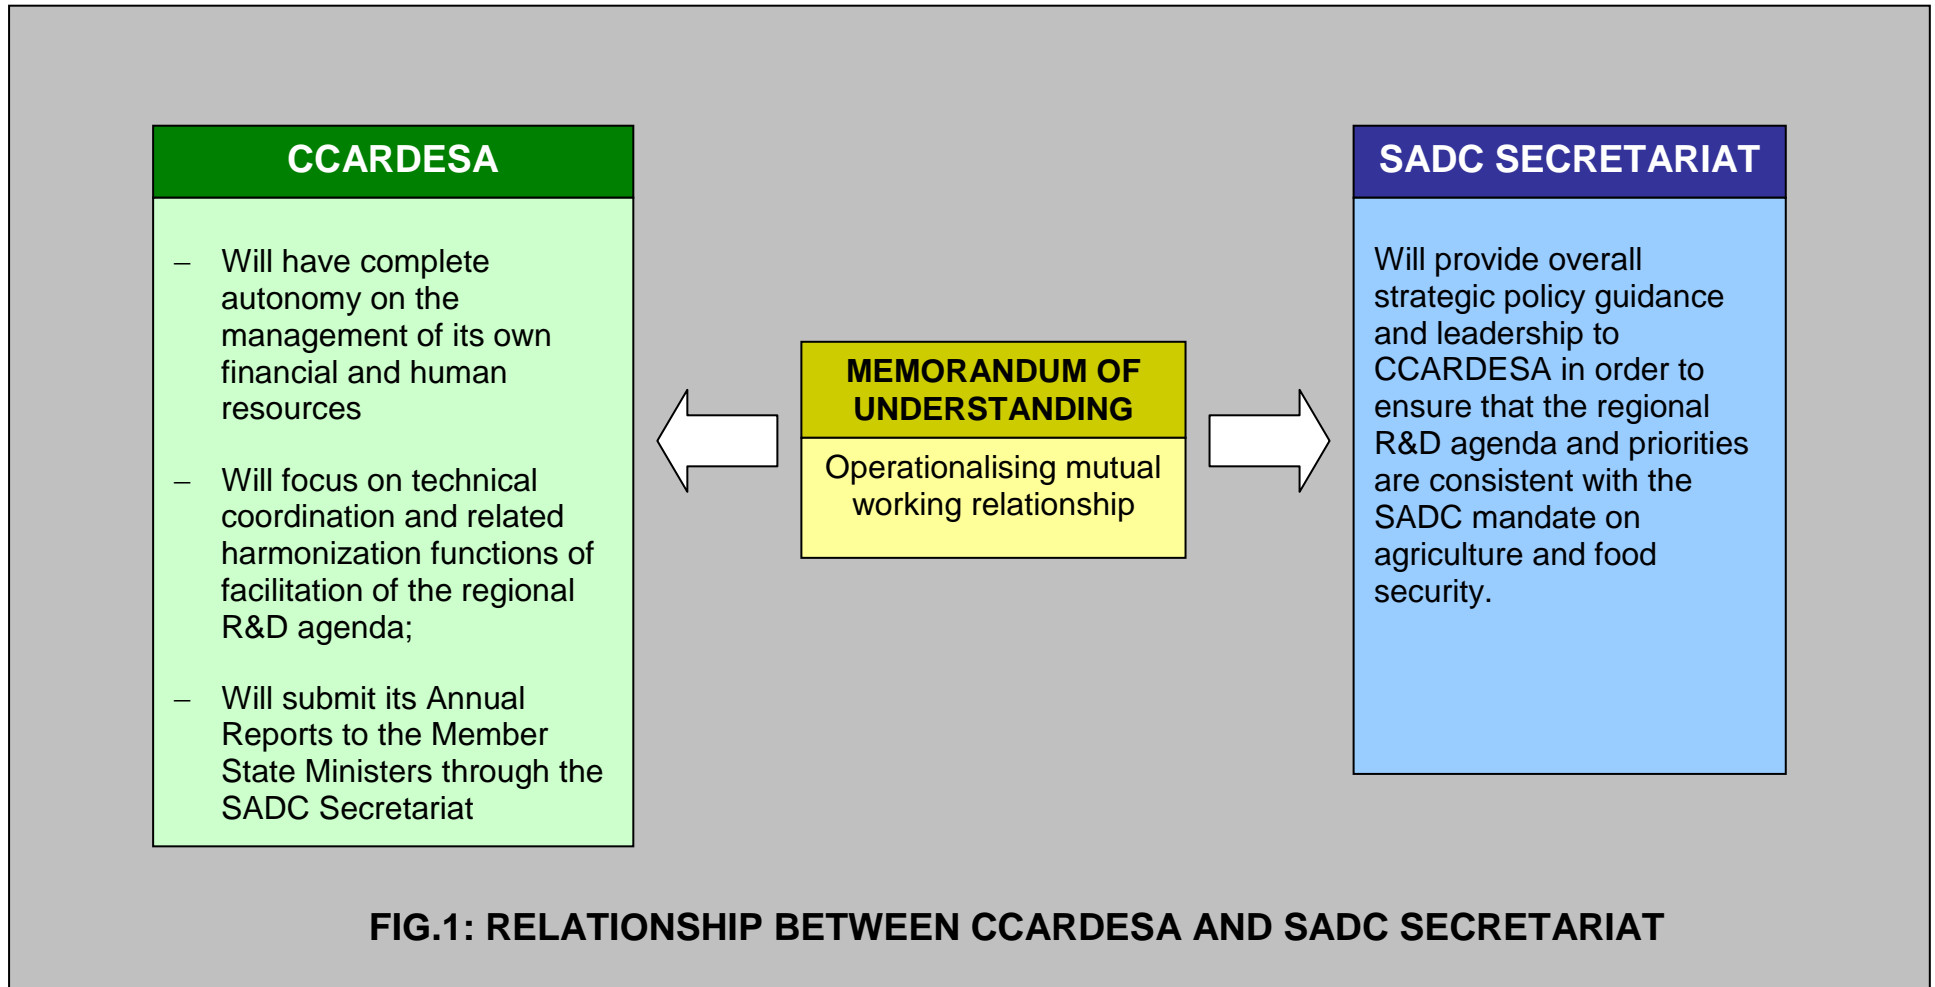 CCARDESA
– Will have complete
autonomy on the
management of its own
financial and human
resources
– Will focus on technical
coordination and related
harmonization functions of
facilitation of the regional
R&D agenda;
– Will submit its Annual
Reports to the Member
State Ministers through the
SADC Secretariat
MEMORANDUM OF
UNDERSTANDING
Operationalising mutual
working relationship
SADC SECRETARIAT
Will provide overall
strategic policy guidance
and leadership to
CCARDESA in order to
ensure that the regional
R&D agenda and priorities
are consistent with the
SADC mandate on
agriculture and food
security.
FIG.1: RELATIONSHIP BETWEEN CCARDESA AND SADC SECRETARIAT